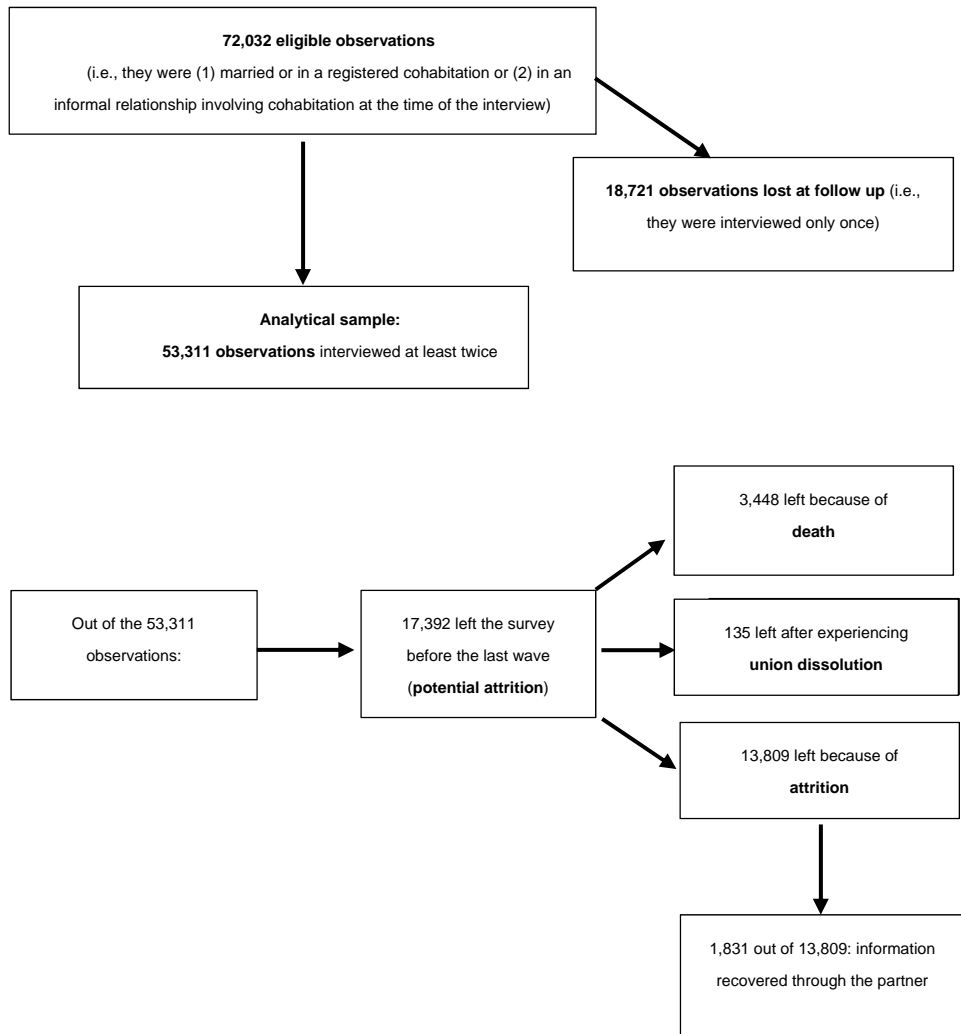 72,032 eligible observations
(i.e., they were (1) married or in a registered cohabitation or (2) in an
informal relationship involving cohabitation at the time of the interview)
18,721 observations lost at follow up (i.e.,
they were interviewed only once)
Analytical sample:
53,311 observations interviewed at least twice
3,448 left because of
death
Out of the 53,311
observations:
17,392 left the survey
before the last wave
(potential attrition)
135 left after experiencing
union dissolution
13,809 left because of
attrition
1,831 out of 13,809: information
recovered through the partner